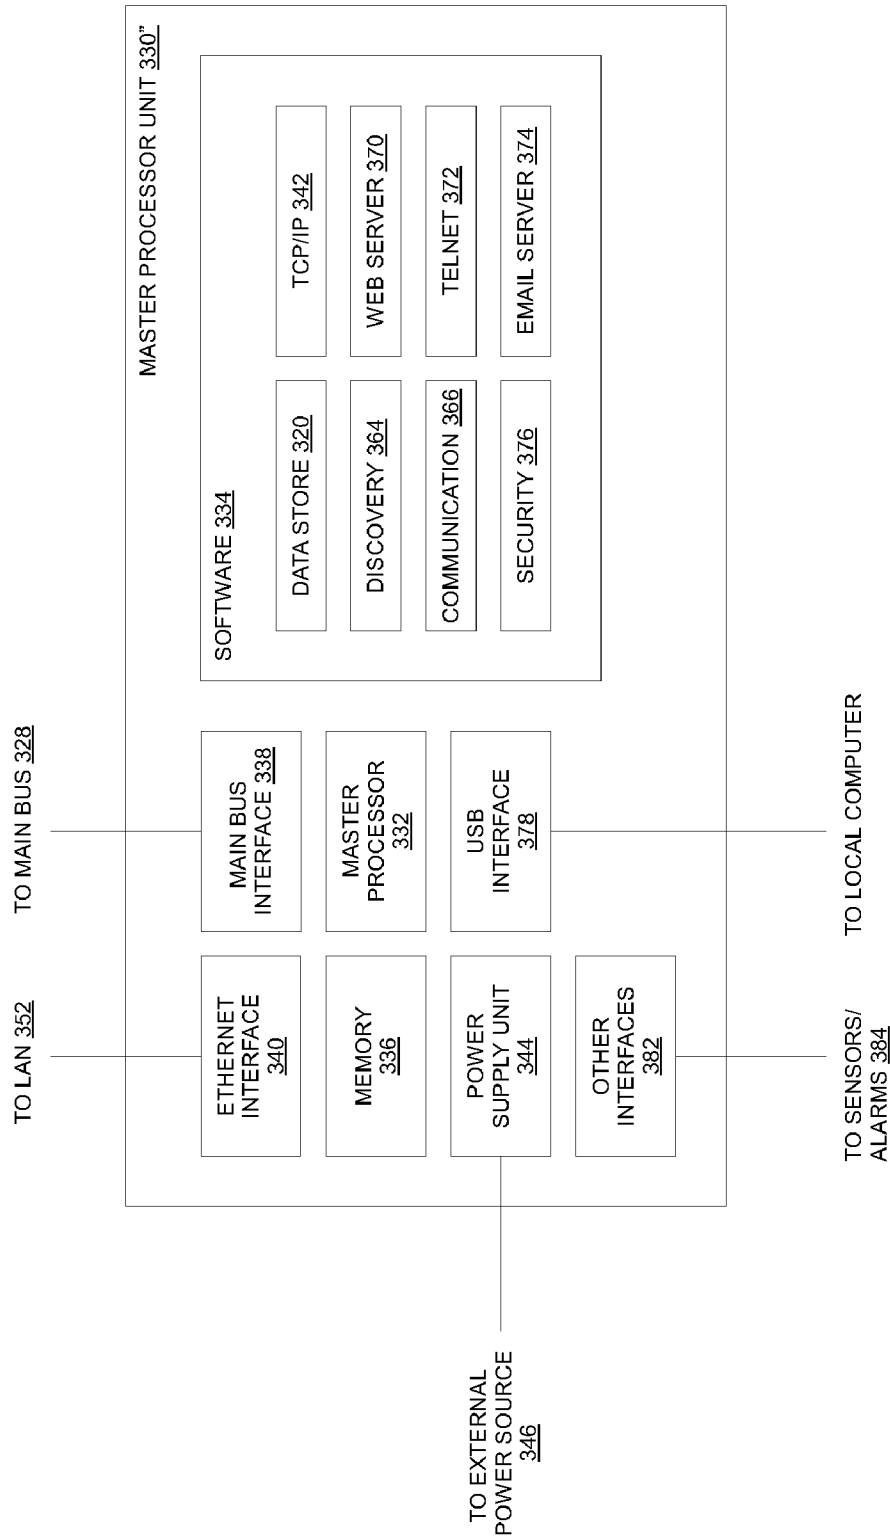 TO LAN 352
TO MAIN BUS 328
MASTER PROCESSOR UNIT 330"
ETHERNET
INTERFACE
340
MAIN BUS
INTERFACE 338
SOFTWARE 334
MEMORY
336
MASTER
PROCESSOR
332
DATA STORE 320
TCP/IP 342
DISCOVERY 364
WEB SERVER 370
COMMUNICATION 366
TELNET 372
SECURITY 376
EMAIL SERVER 374
TO EXTERNAL
POWER SOURCE
346
POWER
SUPPLY UNIT
344
USB
INTERFACE
378
OTHER
INTERFACES
382
TO SENSORS/
ALARMS 384
TO LOCAL COMPUTER